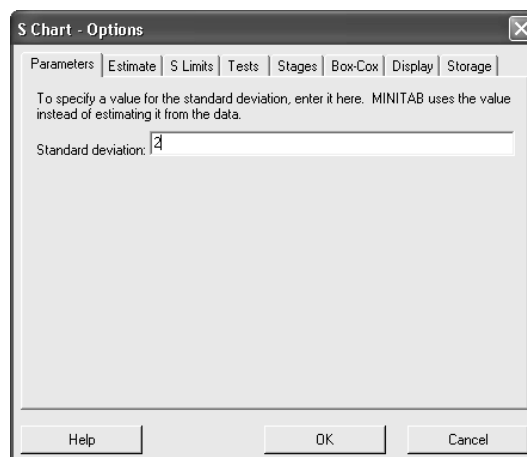 S Chart - Options
Parameters Estimate S Limits Tests Stages Box-Cox Display Storage
To specify a value for the standard deviation, enter it here. MINITAB uses the value
instead of estimating it from the data.
Standard deviation: 2
Help OK Cancel